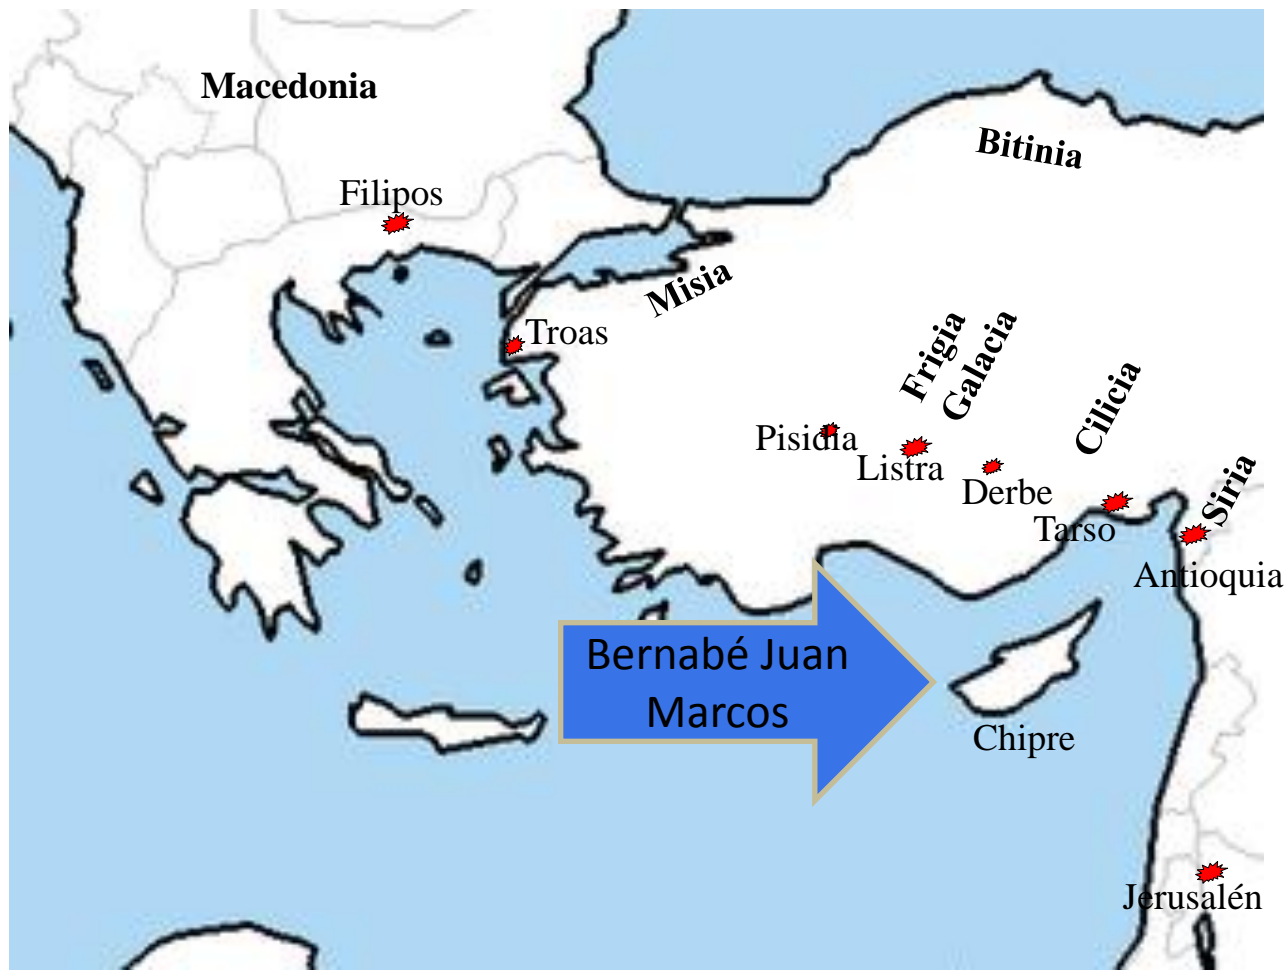 Macedonia
Bitinia
Filipos
Misia
Troas
Frigia
Galacia
Cilicia
Pisidia
Listra
Derbe
Siria
Tarso
Antioquia
Bernabé Juan
Marcos
Chipre
Jerusalén